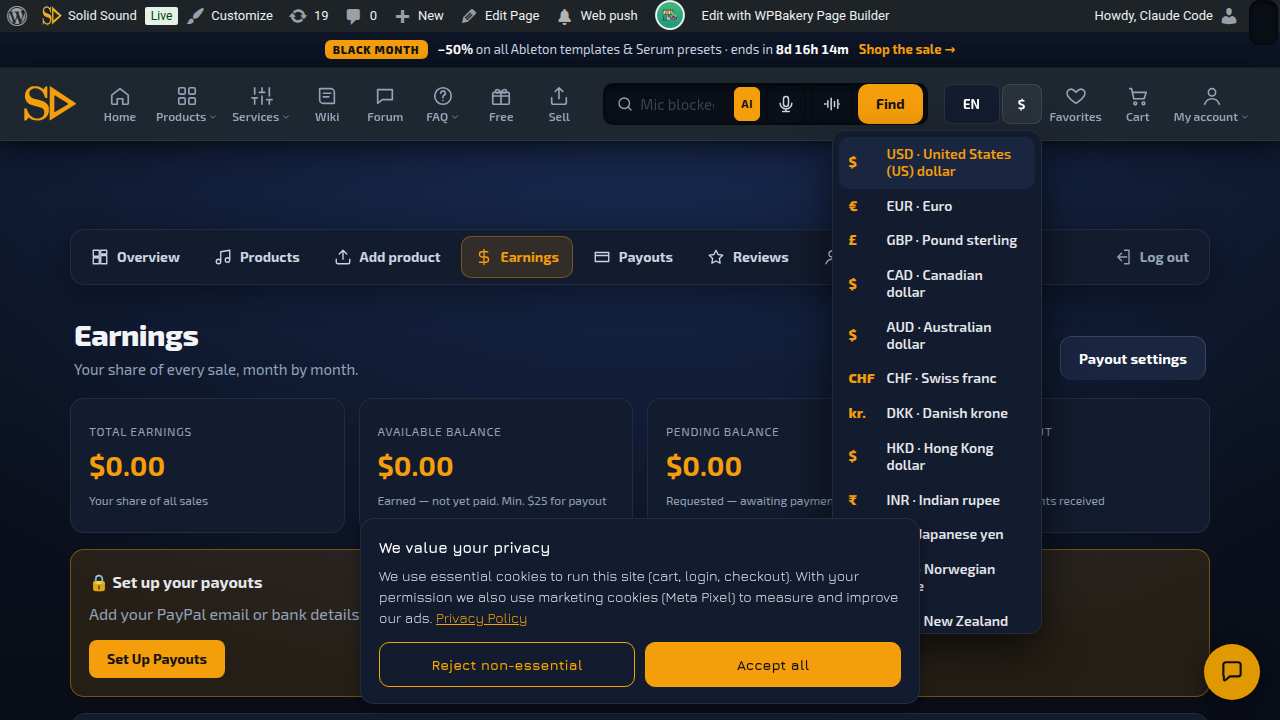 Solid Sound Live Customize 19 0 New Edit Page Web push Edit with WPBakery Page Builder Howdy, Claude Code
BLACK MONTH −50% on all Ableton templates & Serum presets · ends in 8d 16h 14m Shop the sale →
Mic blocke AI Find EN $
Home Products Services Wiki Forum FAQ Free Sell Favorites Cart My account
$ USD · United States
(US) dollar
€ EUR · Euro
£ GBP · Pound sterling
$ CAD · Canadian
dollar
$ AUD · Australian
dollar
CHF CHF · Swiss franc
kr. DKK · Danish krone
$ HKD · Hong Kong
dollar
₹ INR · Indian rupee
Japanese yen
Norwegian
New Zealand
Overview Products Add product Earnings Payouts Reviews Log out
Earnings
Your share of every sale, month by month.
Payout settings
TOTAL EARNINGS
$0.00
Your share of all sales
AVAILABLE BALANCE
$0.00
Earned — not yet paid. Min. $25 for payout
PENDING BALANCE
$0.00
Requested — awaiting
received
🔒 Set up your payouts
Add your PayPal email or bank details
Set Up Payouts
We value your privacy
We use essential cookies to run this site (cart, login, checkout). With your
permission we also use marketing cookies (Meta Pixel) to measure and improve
our ads. Privacy Policy
Reject non-essential Accept all